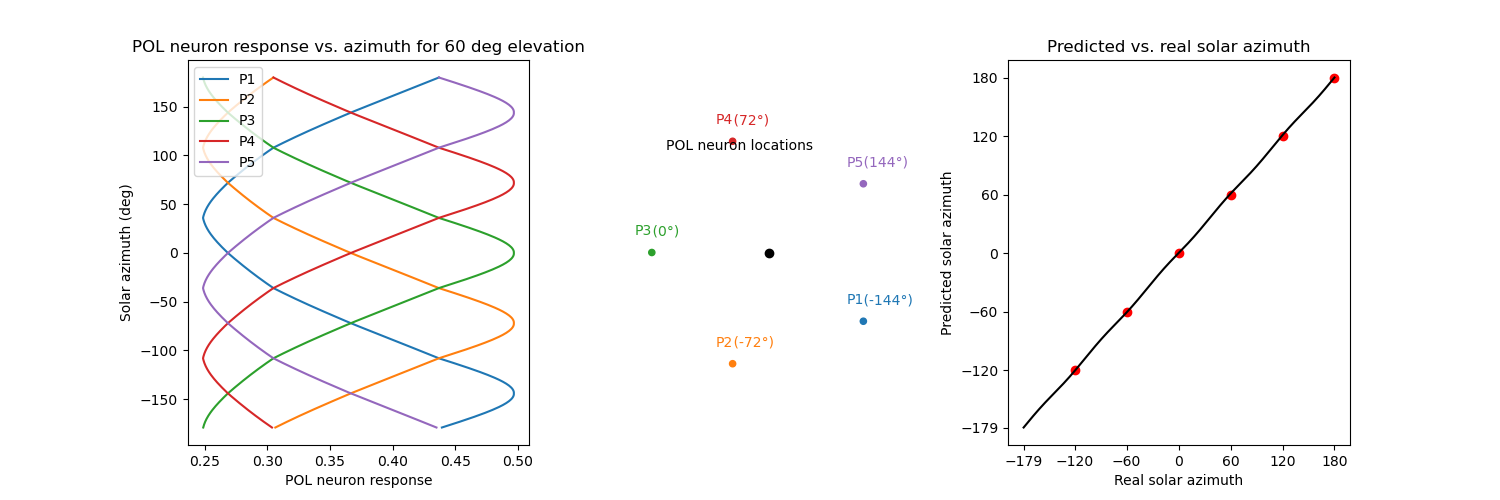 POL neuron response vs. azimuth for 60 deg elevation
P1
P2
P3
P4
P5
150
100
50
0
−50
−100
−150
Solar azimuth (deg)
0.25 0.30 0.35 0.40 0.45 0.50
POL neuron response
P4(72°)
POL neuron locations
P5(144°)
P3(0°)
P1(-144°)
P2(-72°)
Predicted vs. real solar azimuth
180
120
60
0
−60
−120
−179
Predicted solar azimuth
−179 −120 −60 0 60 120 180
Real solar azimuth